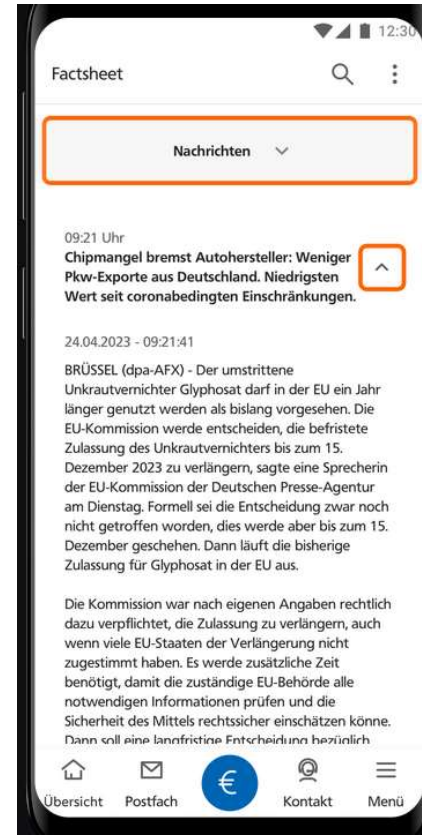 12:30
Factsheet
Nachrichten
09:21 Uhr
Chipmangel bremst Autohersteller: Weniger
Pkw-Exporte aus Deutschland. Niedrigsten
Wert seit coronabedingten Einschränkungen.
24.04.2023 - 09:21:41
BRÜSSEL (dpa-AFX) - Der umstrittene
Unkrautvernichter Glyphosat darf in der EU ein Jahr
länger genutzt werden als bislang vorgesehen. Die
EU-Kommission werde entscheiden, die befristete
Zulassung des Unkrautvernichters bis zum 15.
Dezember 2023 zu verlängern, sagte eine Sprecherin
der EU-Kommission der Deutschen Presse-Agentur
am Dienstag. Formell sei die Entscheidung zwar noch
nicht getroffen worden, dies werde aber bis zum 15.
Dezember geschehen. Dann läuft die bisherige
Zulassung für Glyphosat in der EU aus.
Die Kommission war nach eigenen Angaben rechtlich
dazu verpflichtet, die Zulassung zu verlängern, auch
wenn viele EU-Staaten der Verlängerung nicht
zugestimmt haben. Es werde zusätzliche Zeit
benötigt, damit die zuständige EU-Behörde alle
notwendigen Informationen prüfen und die
Sicherheit des Mittels rechtssicher einschätzen könne.
Dann soll eine langfristige Entscheidung bezüglich
€
Übersicht Postfach Kontakt Menü